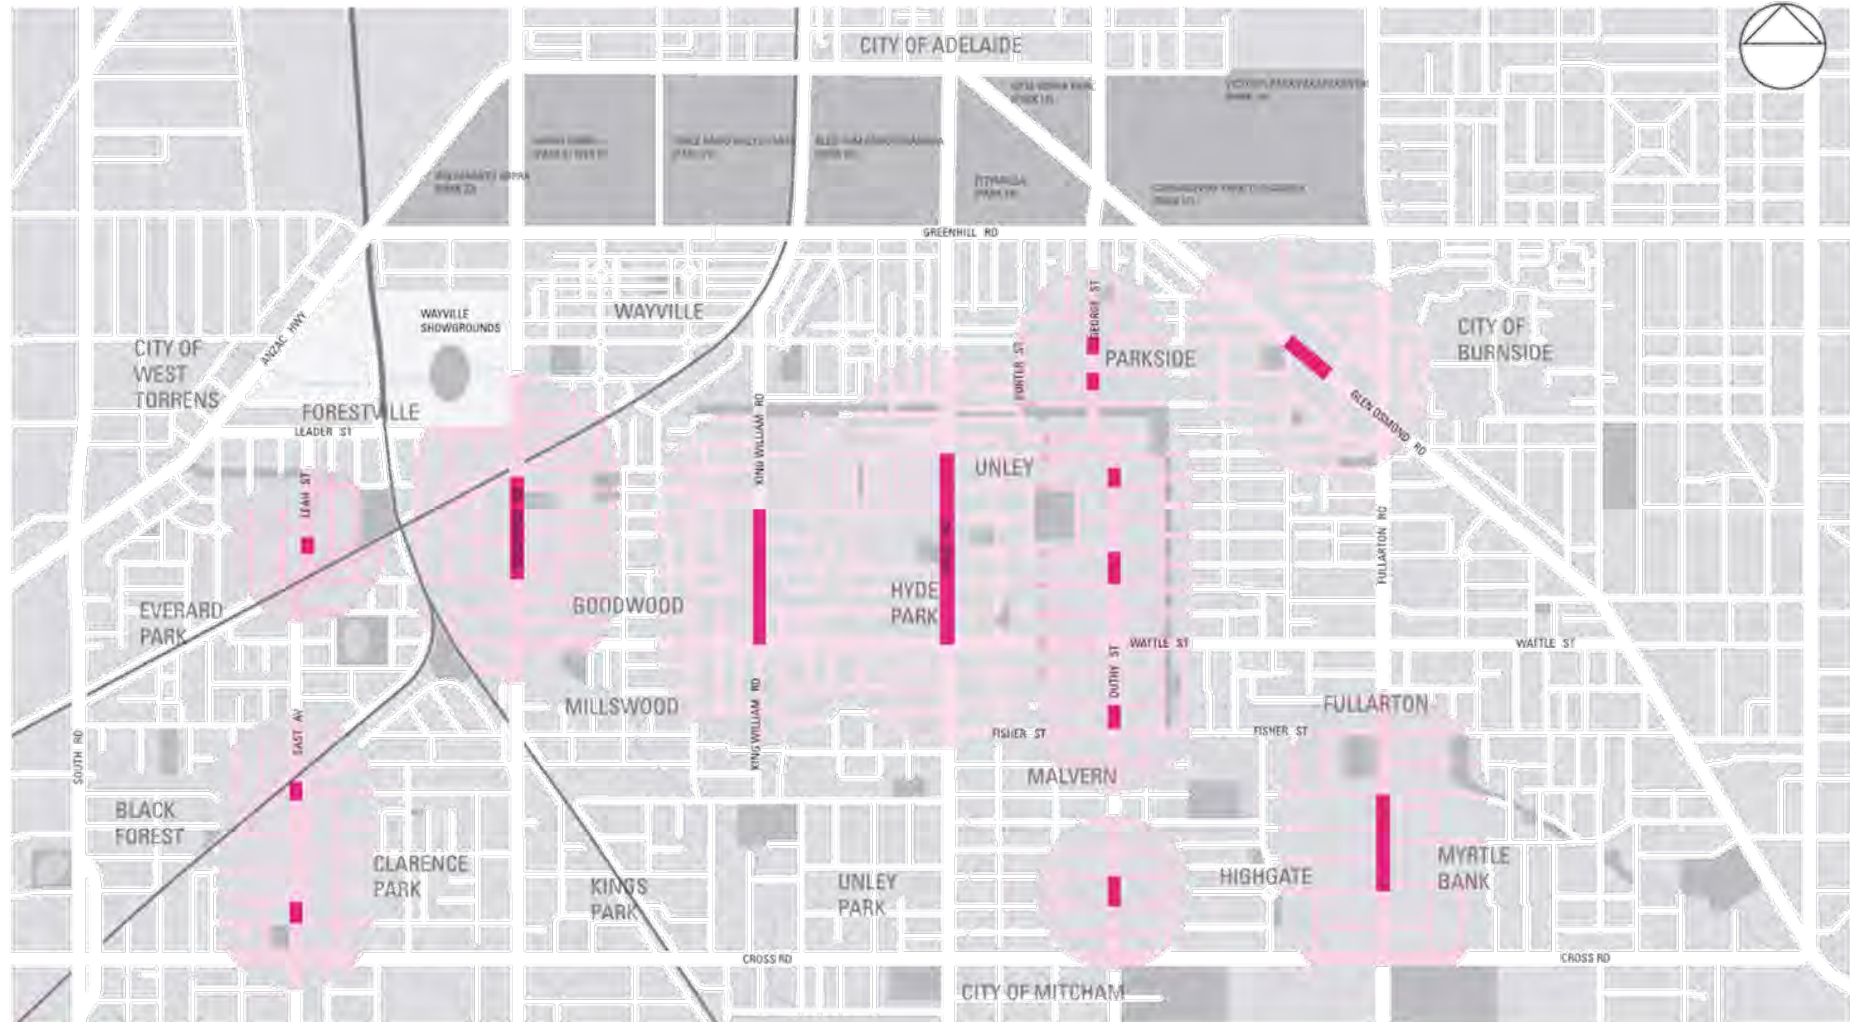 CITY OF ADELAIDE
(PARK 22)
GREENHILL RD
WAYVILLE
SHOWGROUNDS
WAYVILLE
ANZAC HWY
CITY OF
WEST
TORRENS
FORESTVILLE
LEADER ST
GEORGE ST
PORTER ST
PARKSIDE
CITY OF
BURNSIDE
GLEN OSMOND RD
KING WILLIAM RD
LEAH ST
UNLEY
FULLARTON RD
EVERARD
PARK
GOODWOOD
HYDE
PARK
WATTLE ST
WATTLE ST
DUTHY ST
MILLSWOOD
KING WILLIAM RD
FULLARTON
EAST AV
SOUTH RD
FISHER ST
FISHER ST
MALVERN
BLACK
FOREST
CLARENCE
PARK
KINGS
PARK
UNLEY
PARK
HIGHGATE
MYRTLE
BANK
CROSS RD
CROSS RD
CITY OF MITCHAM